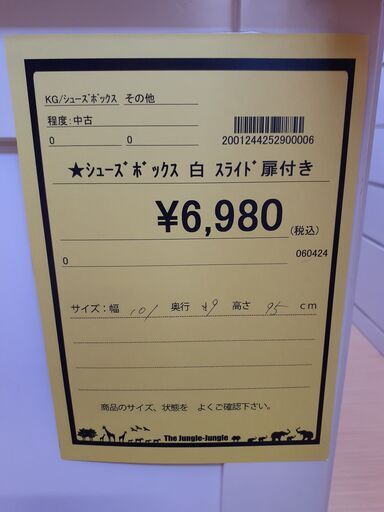 KG/シューズボックス その他
程度:中古
0 0
2001244252900006
★シューズボックス 白 スライド扉付き
¥6,980(税込)
0 060424
サイズ:幅 101 奥行 高さ 95 cm
商品のサイズ、状態を よくご確認下さい。
The Jungle-Jungle